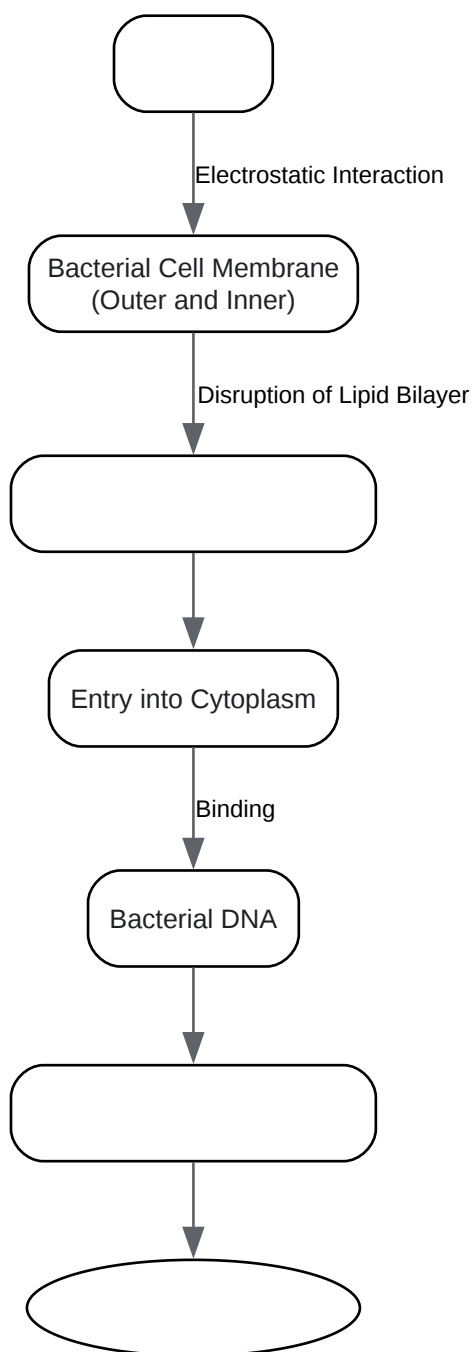 Electrostatic Interaction
Bacterial Cell Membrane
(Outer and Inner)
Disruption of Lipid Bilayer
Entry into Cytoplasm
Binding
Bacterial DNA